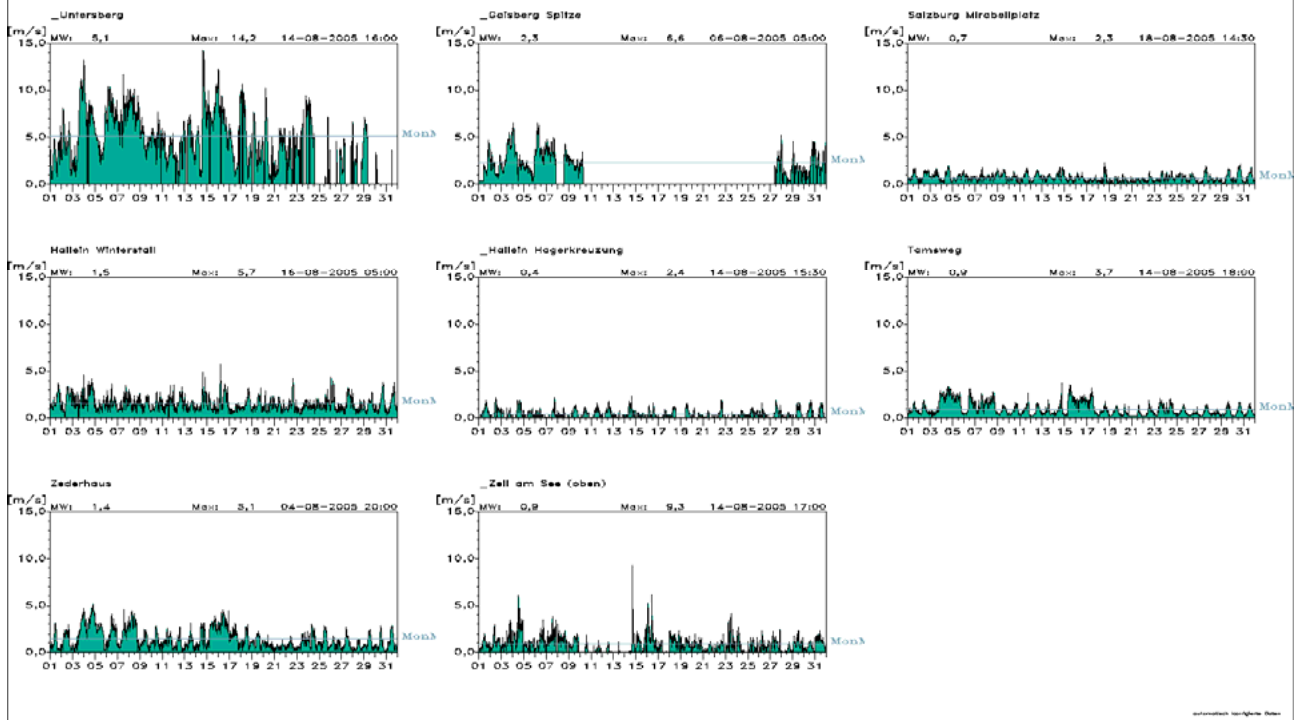 _Untersberg
[m/s] MW: 5,1 Max: 14,2 14-08-2005 16:00
15,0
10,0
5,0
MonM
0,0
01 03 05 07 09 11 13 15 17 19 21 23 25 27 29 31
_Gaisberg Spitze
[m/s] MW: 2,3 Max: 6,6 06-08-2005 05:00
15,0
10,0
5,0
MonM
0,0
01 03 05 07 09 11 13 15 17 19 21 23 25 27 29 31
Salzburg Mirabellplatz
[m/s] MW: 0,7 Max: 2,3 18-08-2005 14:30
15,0
10,0
5,0
MonM
0,0
01 03 05 07 09 11 13 15 17 19 21 23 25 27 29 31
Hallein Winterstall
[m/s] MW: 1,5 Max: 5,7 16-08-2005 05:00
15,0
10,0
5,0
MonM
0,0
01 03 05 07 09 11 13 15 17 19 21 23 25 27 29 31
_Hallein Hagerkreuzung
[m/s] MW: 0,4 Max: 2,4 14-08-2005 15:30
15,0
10,0
5,0
MonM
0,0
01 03 05 07 09 11 13 15 17 19 21 23 25 27 29 31
Tamsweg
[m/s] MW: 0,9 Max: 3,7 14-08-2005 18:00
15,0
10,0
5,0
MonM
0,0
01 03 05 07 09 11 13 15 17 19 21 23 25 27 29 31
Zederhaus
[m/s] MW: 1,4 Max: 5,1 04-08-2005 20:00
15,0
10,0
5,0
MonM
0,0
01 03 05 07 09 11 13 15 17 19 21 23 25 27 29 31
_Zell am See (oben)
[m/s] MW: 0,9 Max: 9,3 14-08-2005 17:00
15,0
10,0
5,0
MonM
0,0
01 03 05 07 09 11 13 15 17 19 21 23 25 27 29 31